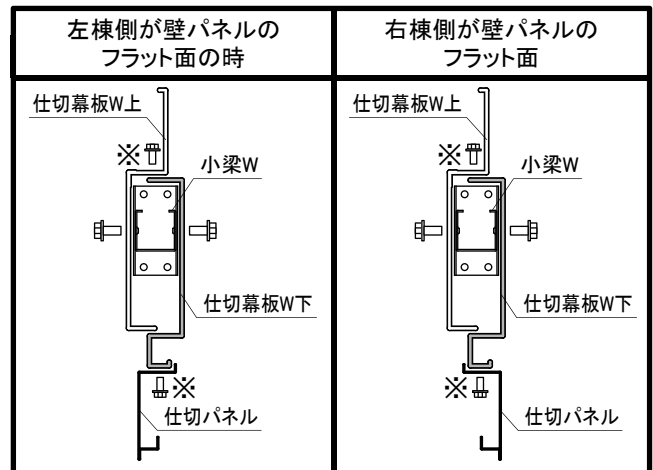 左棟側が壁パネルの
フラット面の時
仕切幕板W上
※
小梁W
仕切幕板W下
※
仕切パネル
右棟側が壁パネルの
フラット面
仕切幕板W上
※
小梁W
仕切幕板W下
※
仕切パネル